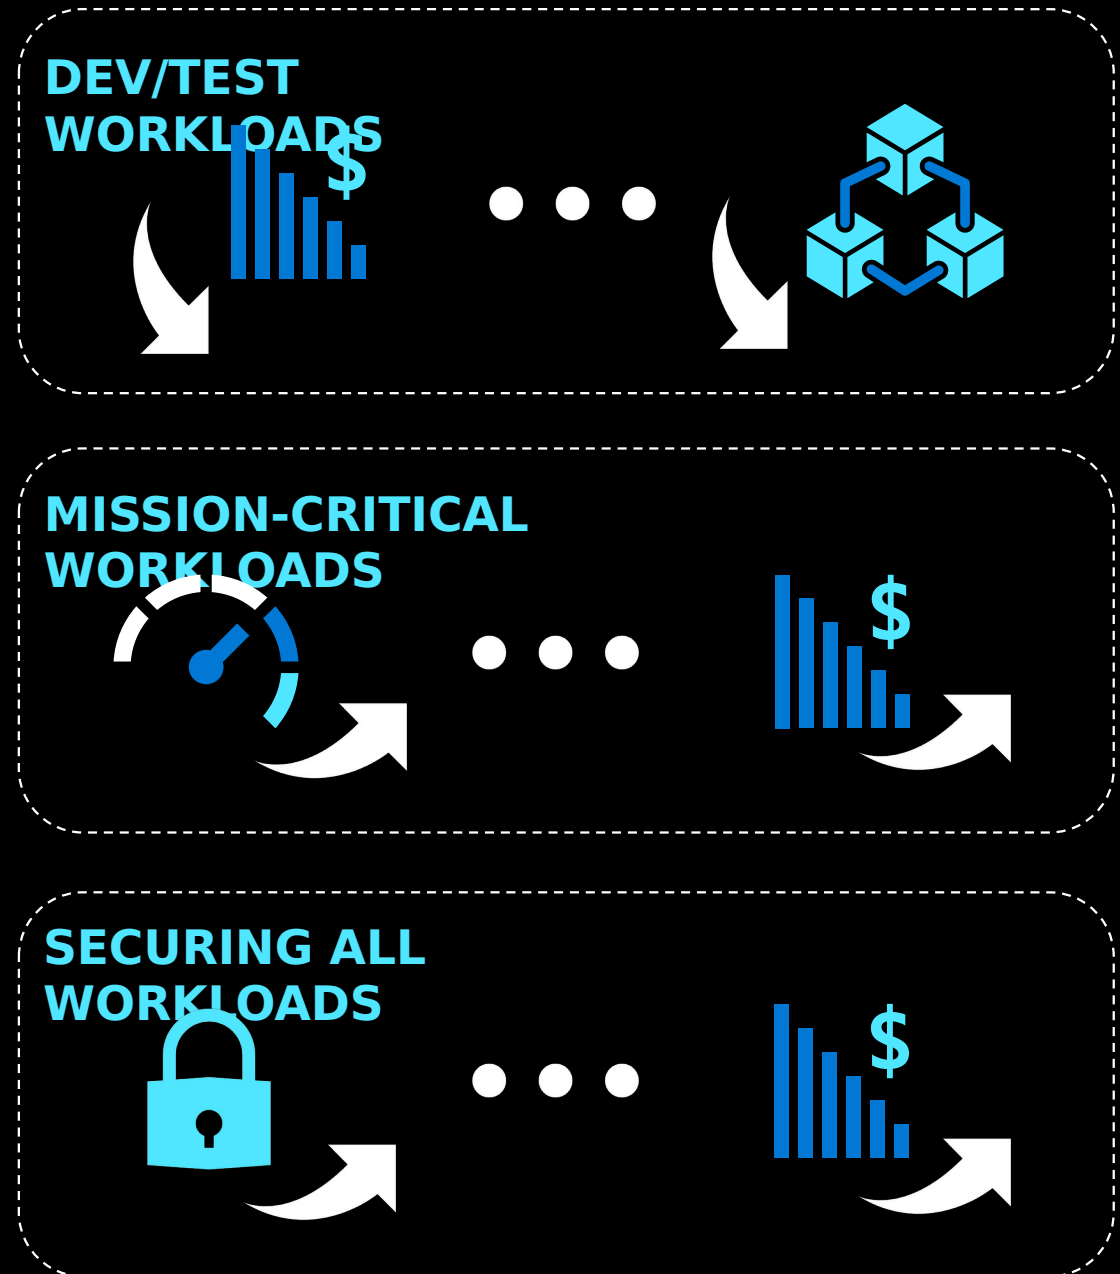 DEV/TEST
WORKLOADS
$
MISSION-CRITICAL
WORKLOADS
$
SECURING ALL
WORKLOADS
$